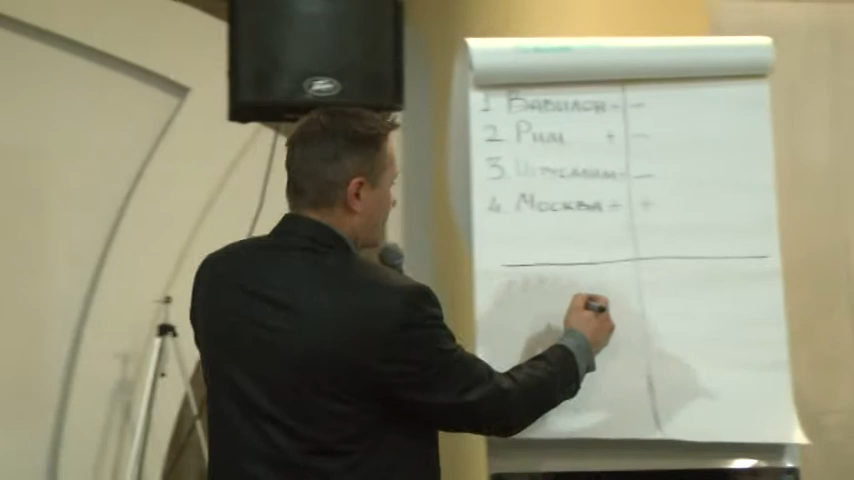 PEAVEY
1 Вавилон - -
2 Рим + -
3.
4. Москва + +